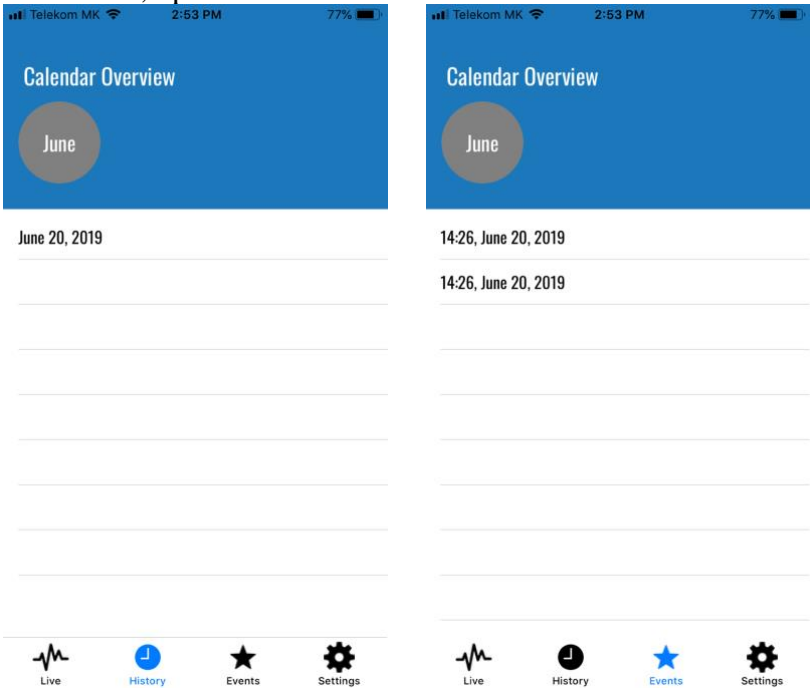 Telekom MK 2:53 PM 77%
Calendar Overview
June
June 20, 2019
Live History Events Settings
Telekom MK 2:53 PM 77%
Calendar Overview
June
14:26, June 20, 2019
14:26, June 20, 2019
Live History Events Settings